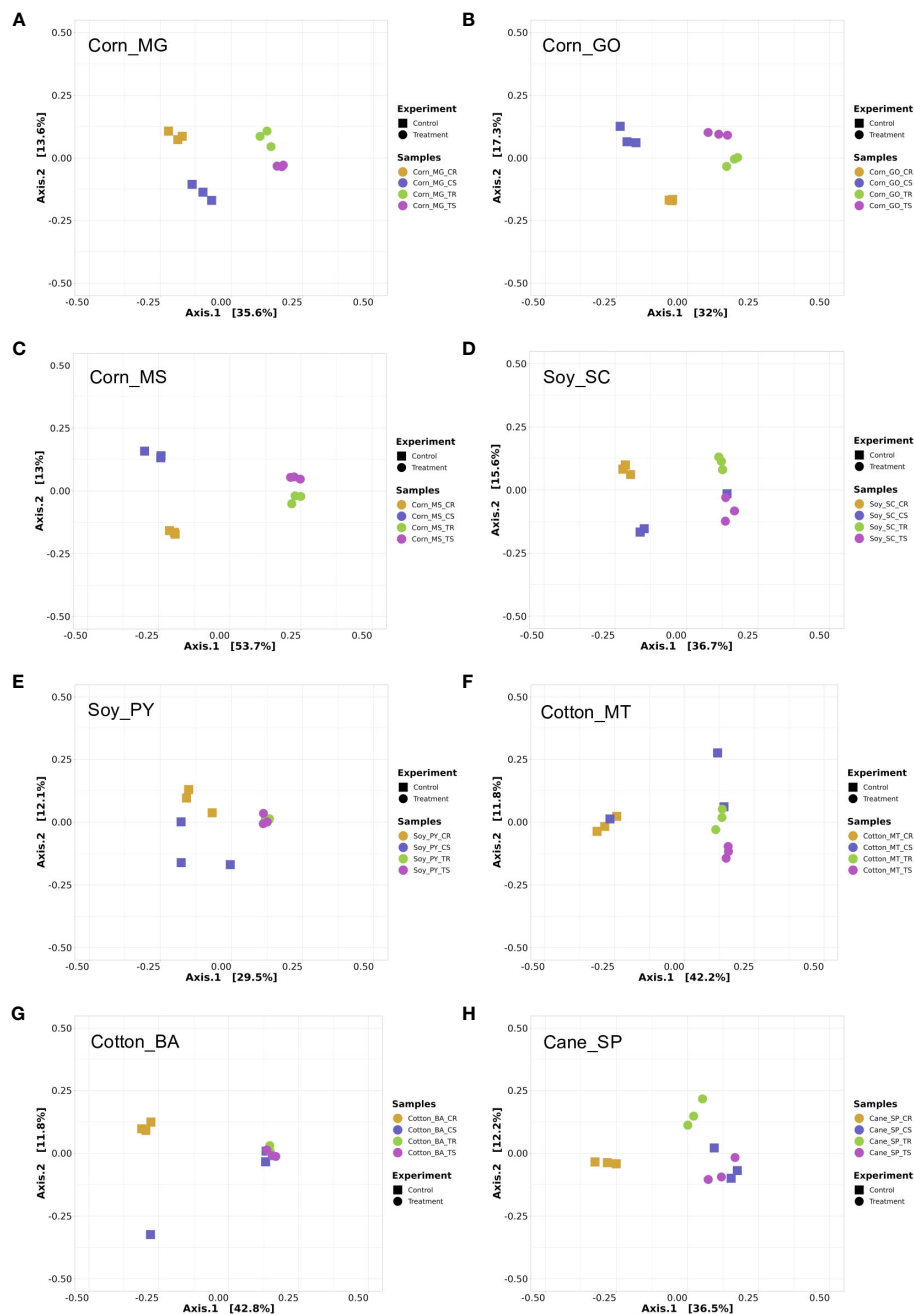 A
Corn_MG
0.50
0.25
0.00
-0.25
-0.50
Axis.2 [13.6%]
-0.50 -0.25 0.00 0.25 0.50
Axis.1 [35.6%]
Experiment
Control
Treatment
Samples
Corn_MG_CR
Corn_MG_CS
Corn_MG_TR
Corn_MG_TS
B
Corn_GO
0.50
0.25
0.00
-0.25
-0.50
Axis.2 [17.3%]
-0.50 -0.25 0.00 0.25 0.50
Axis.1 [32%]
Experiment
Control
Treatment
Samples
Corn_GO_CR
Corn_GO_CS
Corn_GO_TR
Corn_GO_TS
C
Corn_MS
0.50
0.25
0.00
-0.25
-0.50
Axis.2 [13%]
-0.50 -0.25 0.00 0.25 0.50
Axis.1 [53.7%]
Experiment
Control
Treatment
Samples
Corn_MS_CR
Corn_MS_CS
Corn_MS_TR
Corn_MS_TS
D
Soy_SC
0.50
0.25
0.00
-0.25
-0.50
Axis.2 [15.6%]
-0.50 -0.25 0.00 0.25 0.50
Axis.1 [36.7%]
Experiment
Control
Treatment
Samples
Soy_SC_CR
Soy_SC_CS
Soy_SC_TR
Soy_SC_TS
E
Soy_PY
0.50
0.25
0.00
-0.25
-0.50
Axis.2 [12.1%]
-0.50 -0.25 0.00 0.25 0.50
Axis.1 [29.5%]
Experiment
Control
Treatment
Samples
Soy_PY_CR
Soy_PY_CS
Soy_PY_TR
Soy_PY_TS
F
Cotton_MT
0.50
0.25
0.00
-0.25
-0.50
Axis.2 [11.8%]
-0.50 -0.25 0.00 0.25 0.50
Axis.1 [42.2%]
Experiment
Control
Treatment
Samples
Cotton_MT_CR
Cotton_MT_CS
Cotton_MT_TR
Cotton_MT_TS
G
Cotton_BA
0.50
0.25
0.00
-0.25
-0.50
Axis.2 [11.8%]
-0.50 -0.25 0.00 0.25 0.50
Axis.1 [42.8%]
Samples
Cotton_BA_CR
Cotton_BA_CS
Cotton_BA_TR
Cotton_BA_TS
Experiment
Control
Treatment
H
Cane_SP
0.50
0.25
0.00
-0.25
-0.50
Axis.2 [12.2%]
-0.50 -0.25 0.00 0.25 0.50
Axis.1 [36.5%]
Samples
Cane_SP_CR
Cane_SP_CS
Cane_SP_TR
Cane_SP_TS
Experiment
Control
Treatment